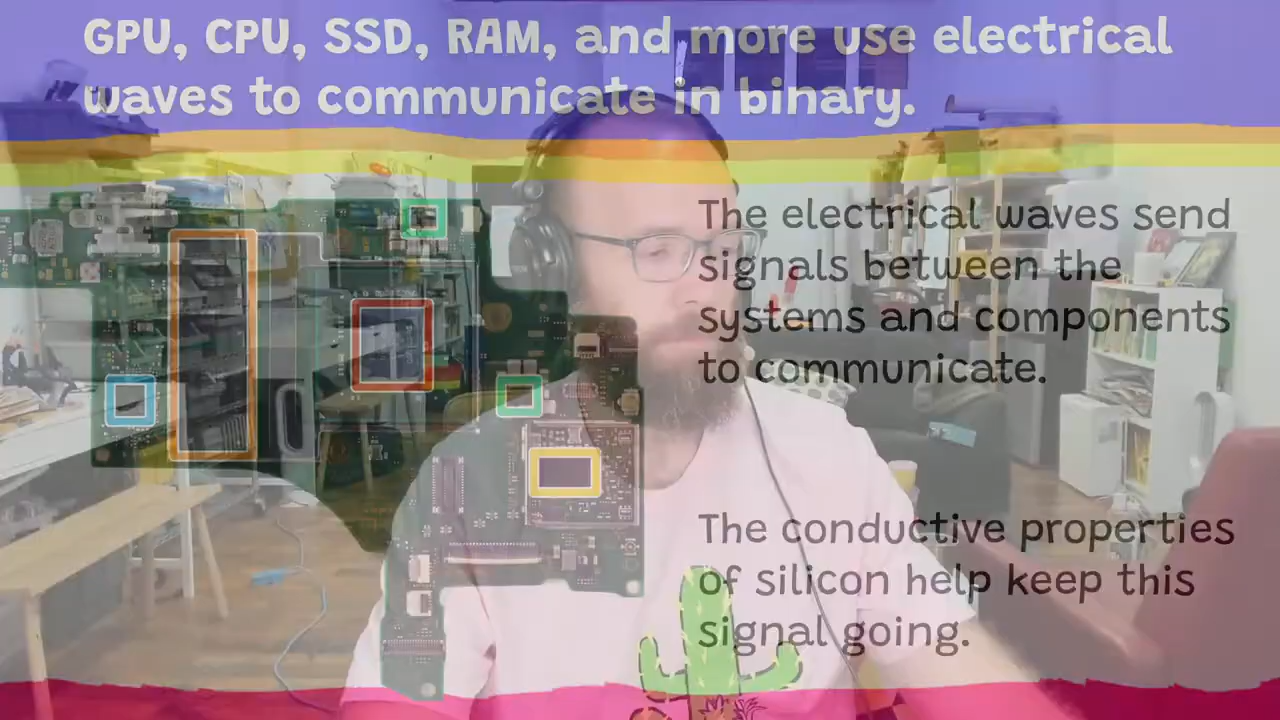 GPU, CPU, SSD, RAM, and more use electrical
waves to communicate in binary.
The electrical waves send
signals between the
systems and components
to communicate.
The conductive properties
of silicon help keep this
signal going.